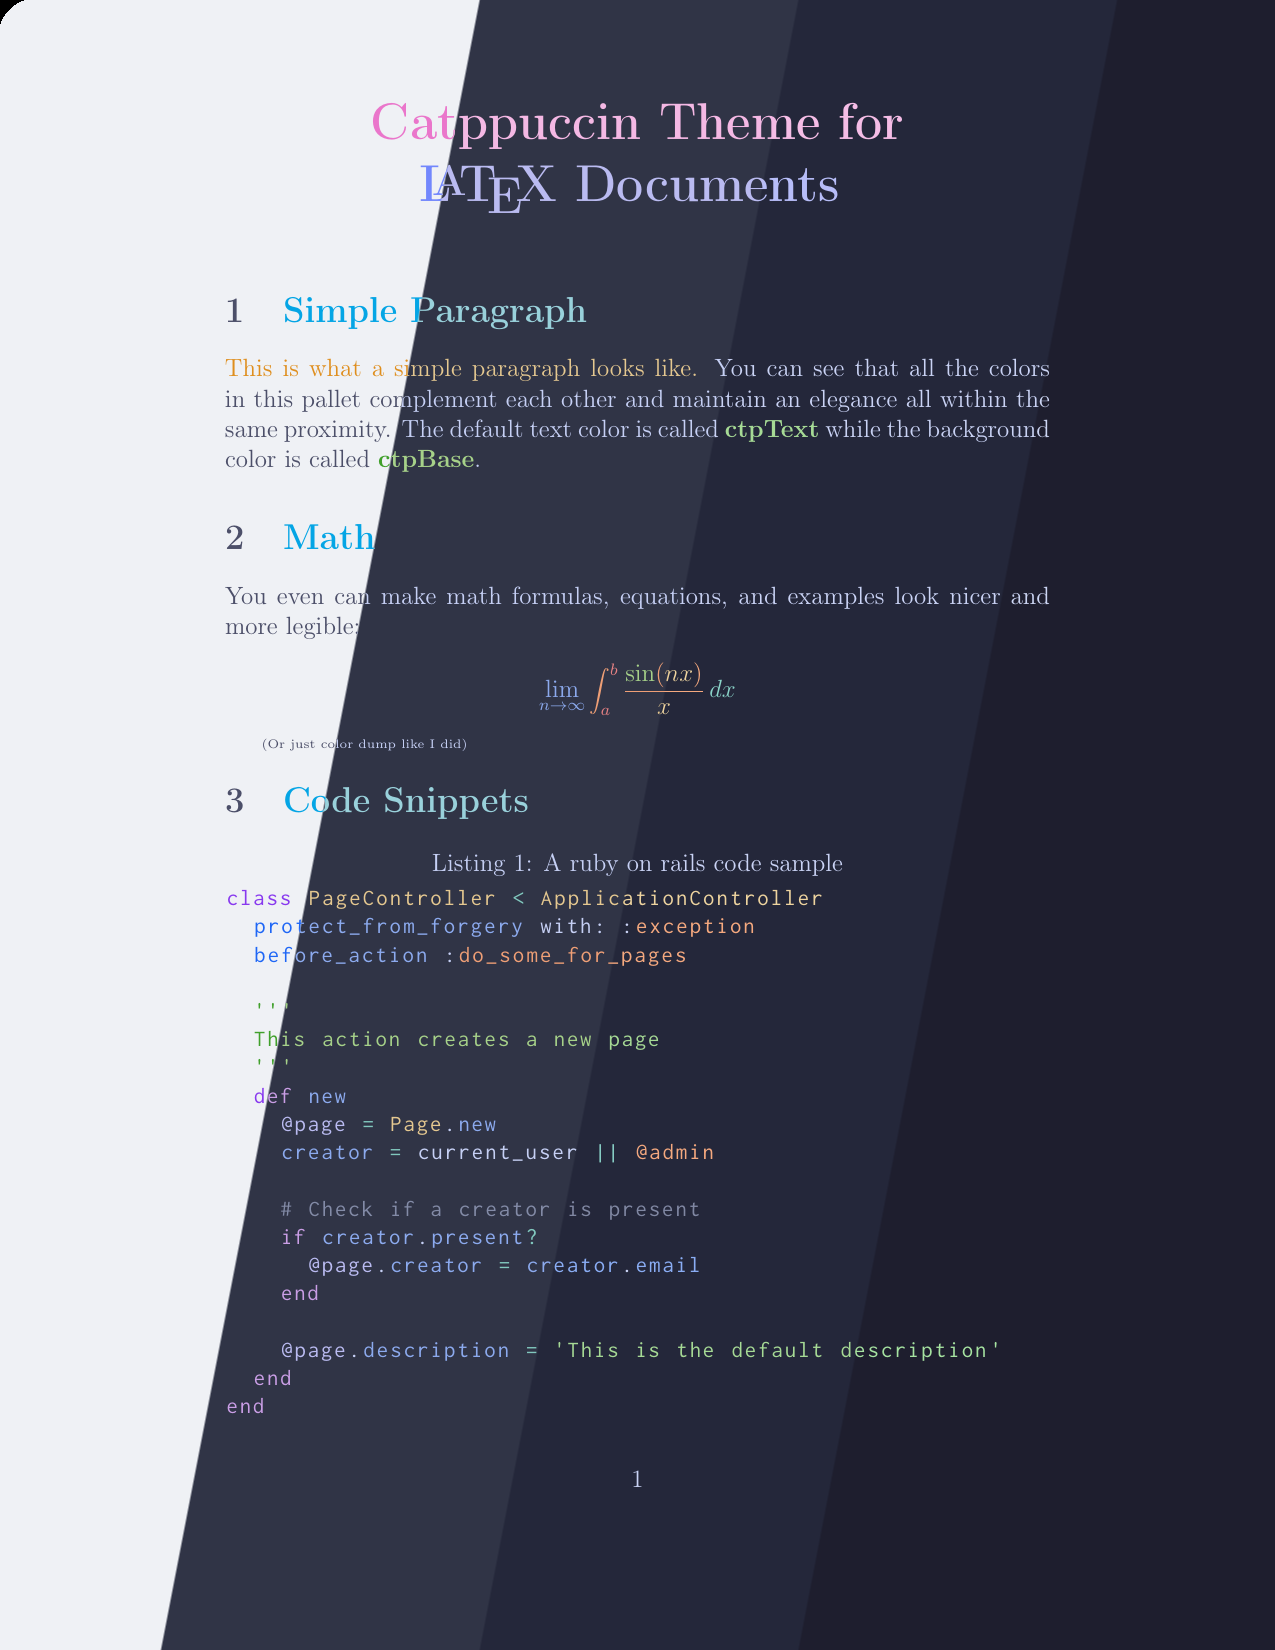 Catppuccin Theme for
LATEX Documents
1 Simple Paragraph
This is what a simple paragraph looks like. You can see that all the colors
in this pallet complement each other and maintain an elegance all within the
same proximity. The default text color is called ctpText while the background
color is called ctpBase.
2 Math
You even can make math formulas, equations, and examples look nicer and
more legible:
lim n→∞ ∫_a^b sin(nx)/x dx
(Or just color dump like I did)
3 Code Snippets
Listing 1: A ruby on rails code sample
class PageController < ApplicationController
  protect_from_forgery with: :exception
  before_action :do_some_for_pages
  '''
  This action creates a new page
  '''
  def new
    @page = Page.new
    creator = current_user || @admin
    # Check if a creator is present
    if creator.present?
      @page.creator = creator.email
    end
    @page.description = 'This is the default description'
  end
end
1